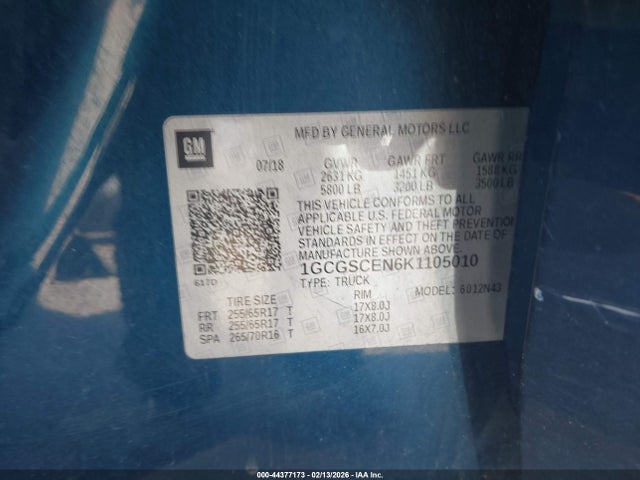 GM
MFD BY GENERAL MOTORS LLC
07/18 GVWR GAWR FRT GAWR RR
2631 KG 1451 KG 1588 KG
5800 LB 3200 LB 3500 LB
THIS VEHICLE CONFORMS TO ALL
APPLICABLE U.S. FEDERAL MOTOR
VEHICLE SAFETY AND THEFT PREVENTION
STANDARDS IN EFFECT ON THE DATE OF
MANUFACTURE SHOWN ABOVE.
1GCGSCEN6K1105010
617D
TYPE: TRUCK MODEL: 6012N43
TIRE SIZE RIM
FRT 255/65R17 T 17X8.0J
RR 255/65R17 T 17X8.0J
SPA 265/70R16 T 16X7.0J
000-44377173 - 02/13/2026 - IAA Inc.